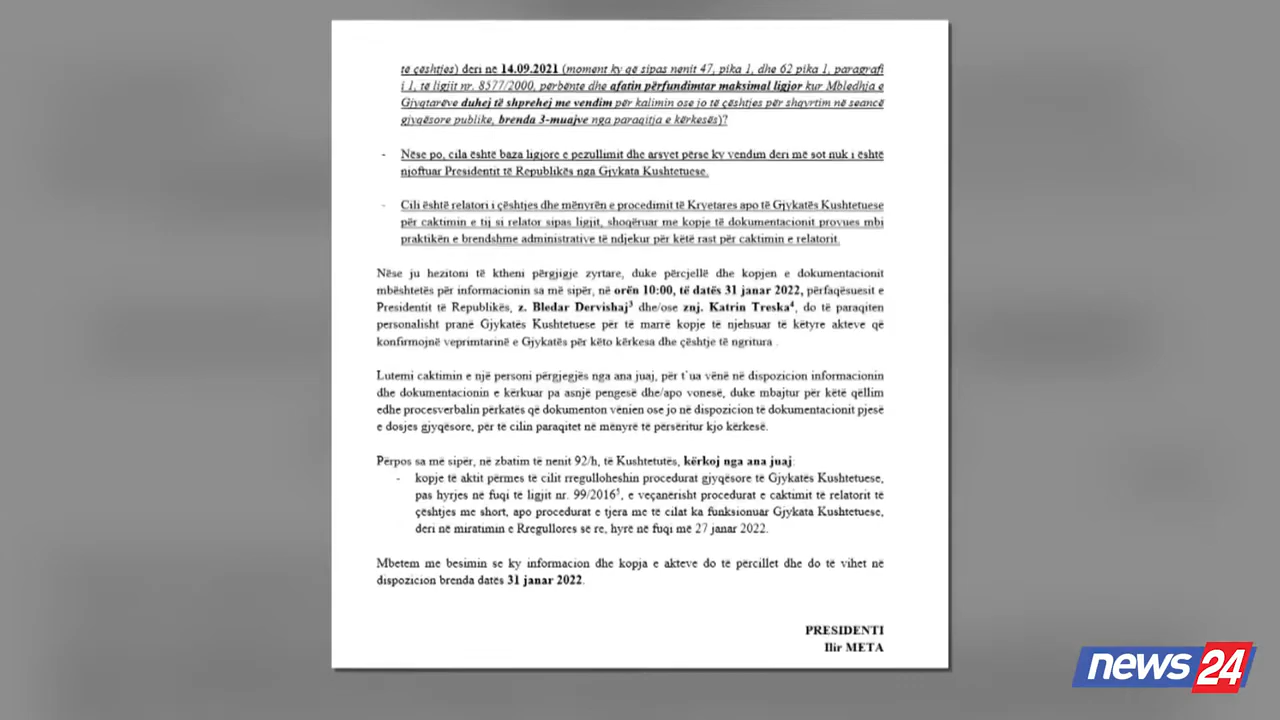 të çështjes) deri në 14.09.2021 (moment ky që sipas nenit 47, pika 1, dhe 62 pika 1, paragrafi
i 1, të ligjit nr. 8577/2000, përbënte dhe afatin përfundimtar maksimal ligjor kur Mbledhja e
Gjyqtarëve duhej të shprehej me vendim për kalimin ose jo të çështjes për shqyrtim në seancë
gjyqësore publike, brenda 3-muajve nga paraqitja e kërkesës)?
- Nëse po, cila është baza ligjore e pezullimit dhe arsyet përse ky vendim deri më sot nuk i është
njoftuar Presidentit të Republikës nga Gjykata Kushtetuese.
- Cili është relatori i çështjes dhe mënyrën e procedimit të Kryetares apo të Gjykatës Kushtetuese
për caktimin e tij si relator sipas ligjit, shoqëruar me kopje të dokumentacionit provues mbi
praktikën e brendshme administrative të ndjekur për këtë rast për caktimin e relatorit.
Nëse ju hezitoni të ktheni përgjigje zyrtare, duke përcjellë dhe kopjen e dokumentacionit
mbështetës për informacionin sa më sipër, në orën 10:00, të datës 31 janar 2022, përfaqësuesit e
Presidentit të Republikës, z. Bledar Dervishaj³ dhe/ose znj. Katrin Treska⁴, do të paraqiten
personalisht pranë Gjykatës Kushtetuese për të marrë kopje të njehsuar të këtyre akteve që
konfirmojnë veprimtarinë e Gjykatës për këto kërkesa dhe çështje të ngritura .
Lutemi caktimin e një personi përgjegjës nga ana juaj, për t`ua vënë në dispozicion informacionin
dhe dokumentacionin e kërkuar pa asnjë pengesë dhe/apo vonesë, duke mbajtur për këtë qëllim
edhe procesverbalin përkatës që dokumenton vënien ose jo në dispozicion të dokumentacionit pjesë
e dosjes gjyqësore, për të cilin paraqitet në mënyrë të përsëritur kjo kërkesë.
Përpos sa më sipër, në zbatim të nenit 92/h, të Kushtetutës, kërkoj nga ana juaj:
- kopje të aktit përmes të cilit rregulloheshin procedurat gjyqësore të Gjykatës Kushtetuese,
pas hyrjes në fuqi të ligjit nr. 99/2016⁵, e veçanërisht procedurat e caktimit të relatorit të
çështjes me short, apo procedurat e tjera me të cilat ka funksionuar Gjykata Kushtetuese,
deri në miratimin e Rregullores së re, hyrë në fuqi më 27 janar 2022.
Mbetem me besimin se ky informacion dhe kopja e akteve do të përcillet dhe do të vihet në
dispozicion brenda datës 31 janar 2022.
PRESIDENTI
Ilir META
news 24